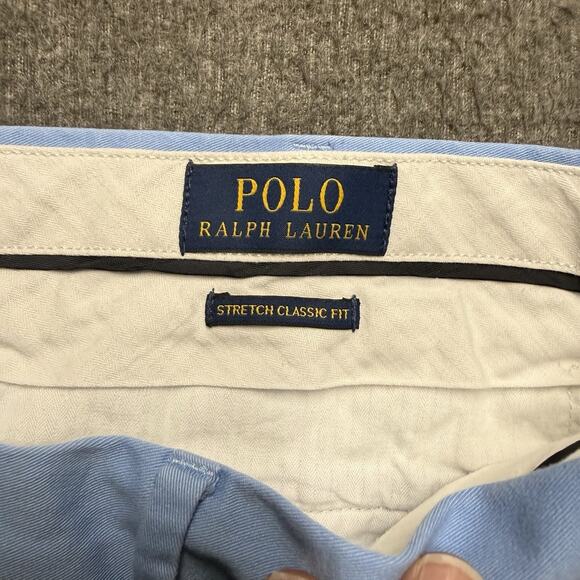 POLO
RALPH LAUREN
STRETCH CLASSIC FIT